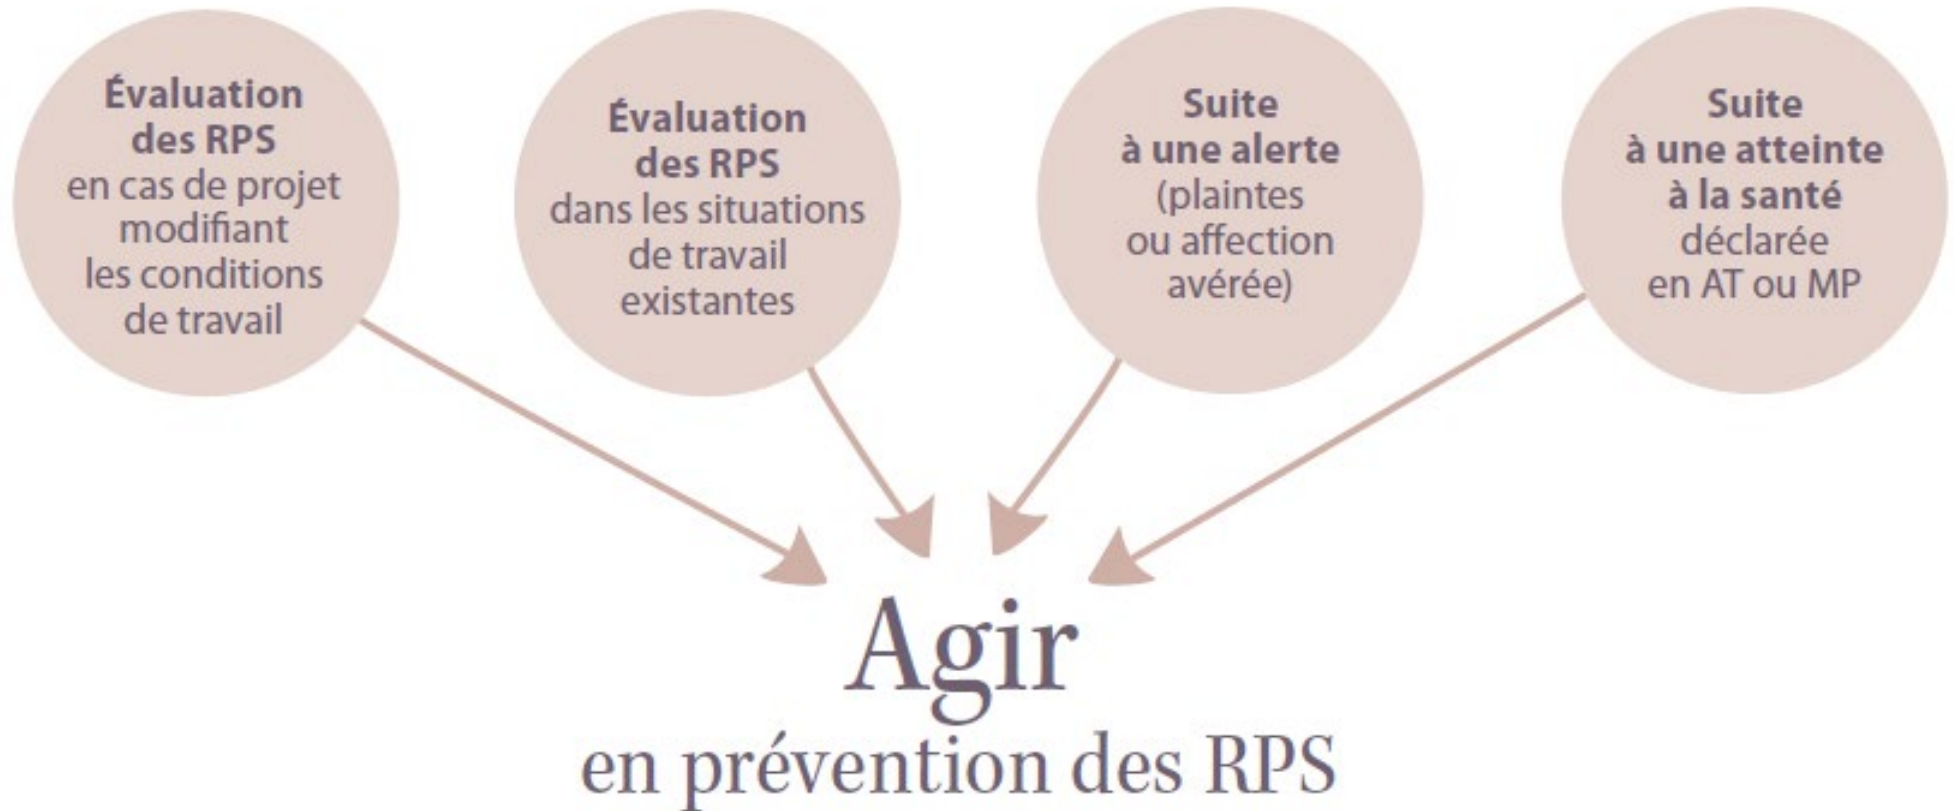 Évaluation
des RPS
en cas de projet
modifiant
les conditions
de travail
Évaluation
des RPS
dans les situations
de travail
existantes
Suite
à une alerte
(plaintes
ou affection
avérée)
Suite
à une atteinte
à la santé
déclarée
en AT ou MP
Agir
en prévention des RPS